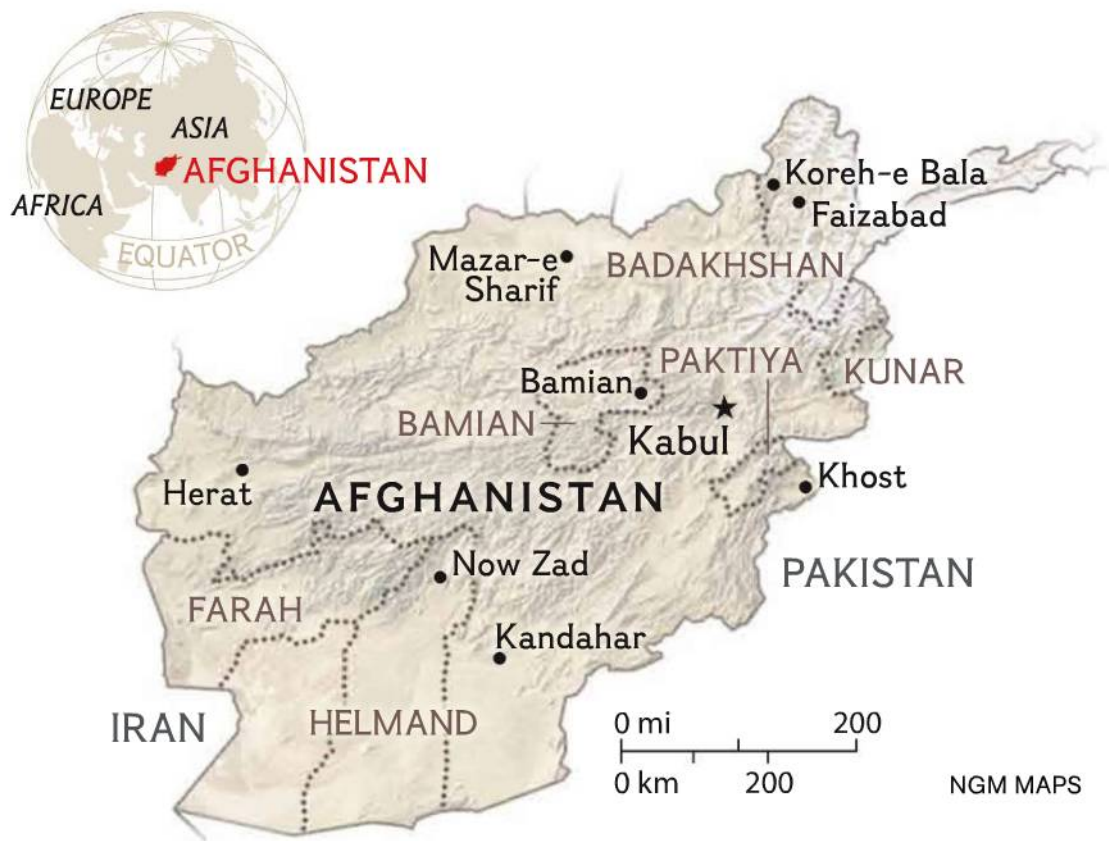 EUROPE
ASIA
AFGHANISTAN
AFRICA
EQUATOR
Koreh-e Bala
Faizabad
Mazar-e
Sharif
BADAKHSHAN
PAKTIYA
KUNAR
Bamian
BAMIAN
Kabul
Herat
AFGHANISTAN
Khost
Now Zad
PAKISTAN
FARAH
Kandahar
IRAN
HELMAND
0 mi 200
0 km 200
NGM MAPS